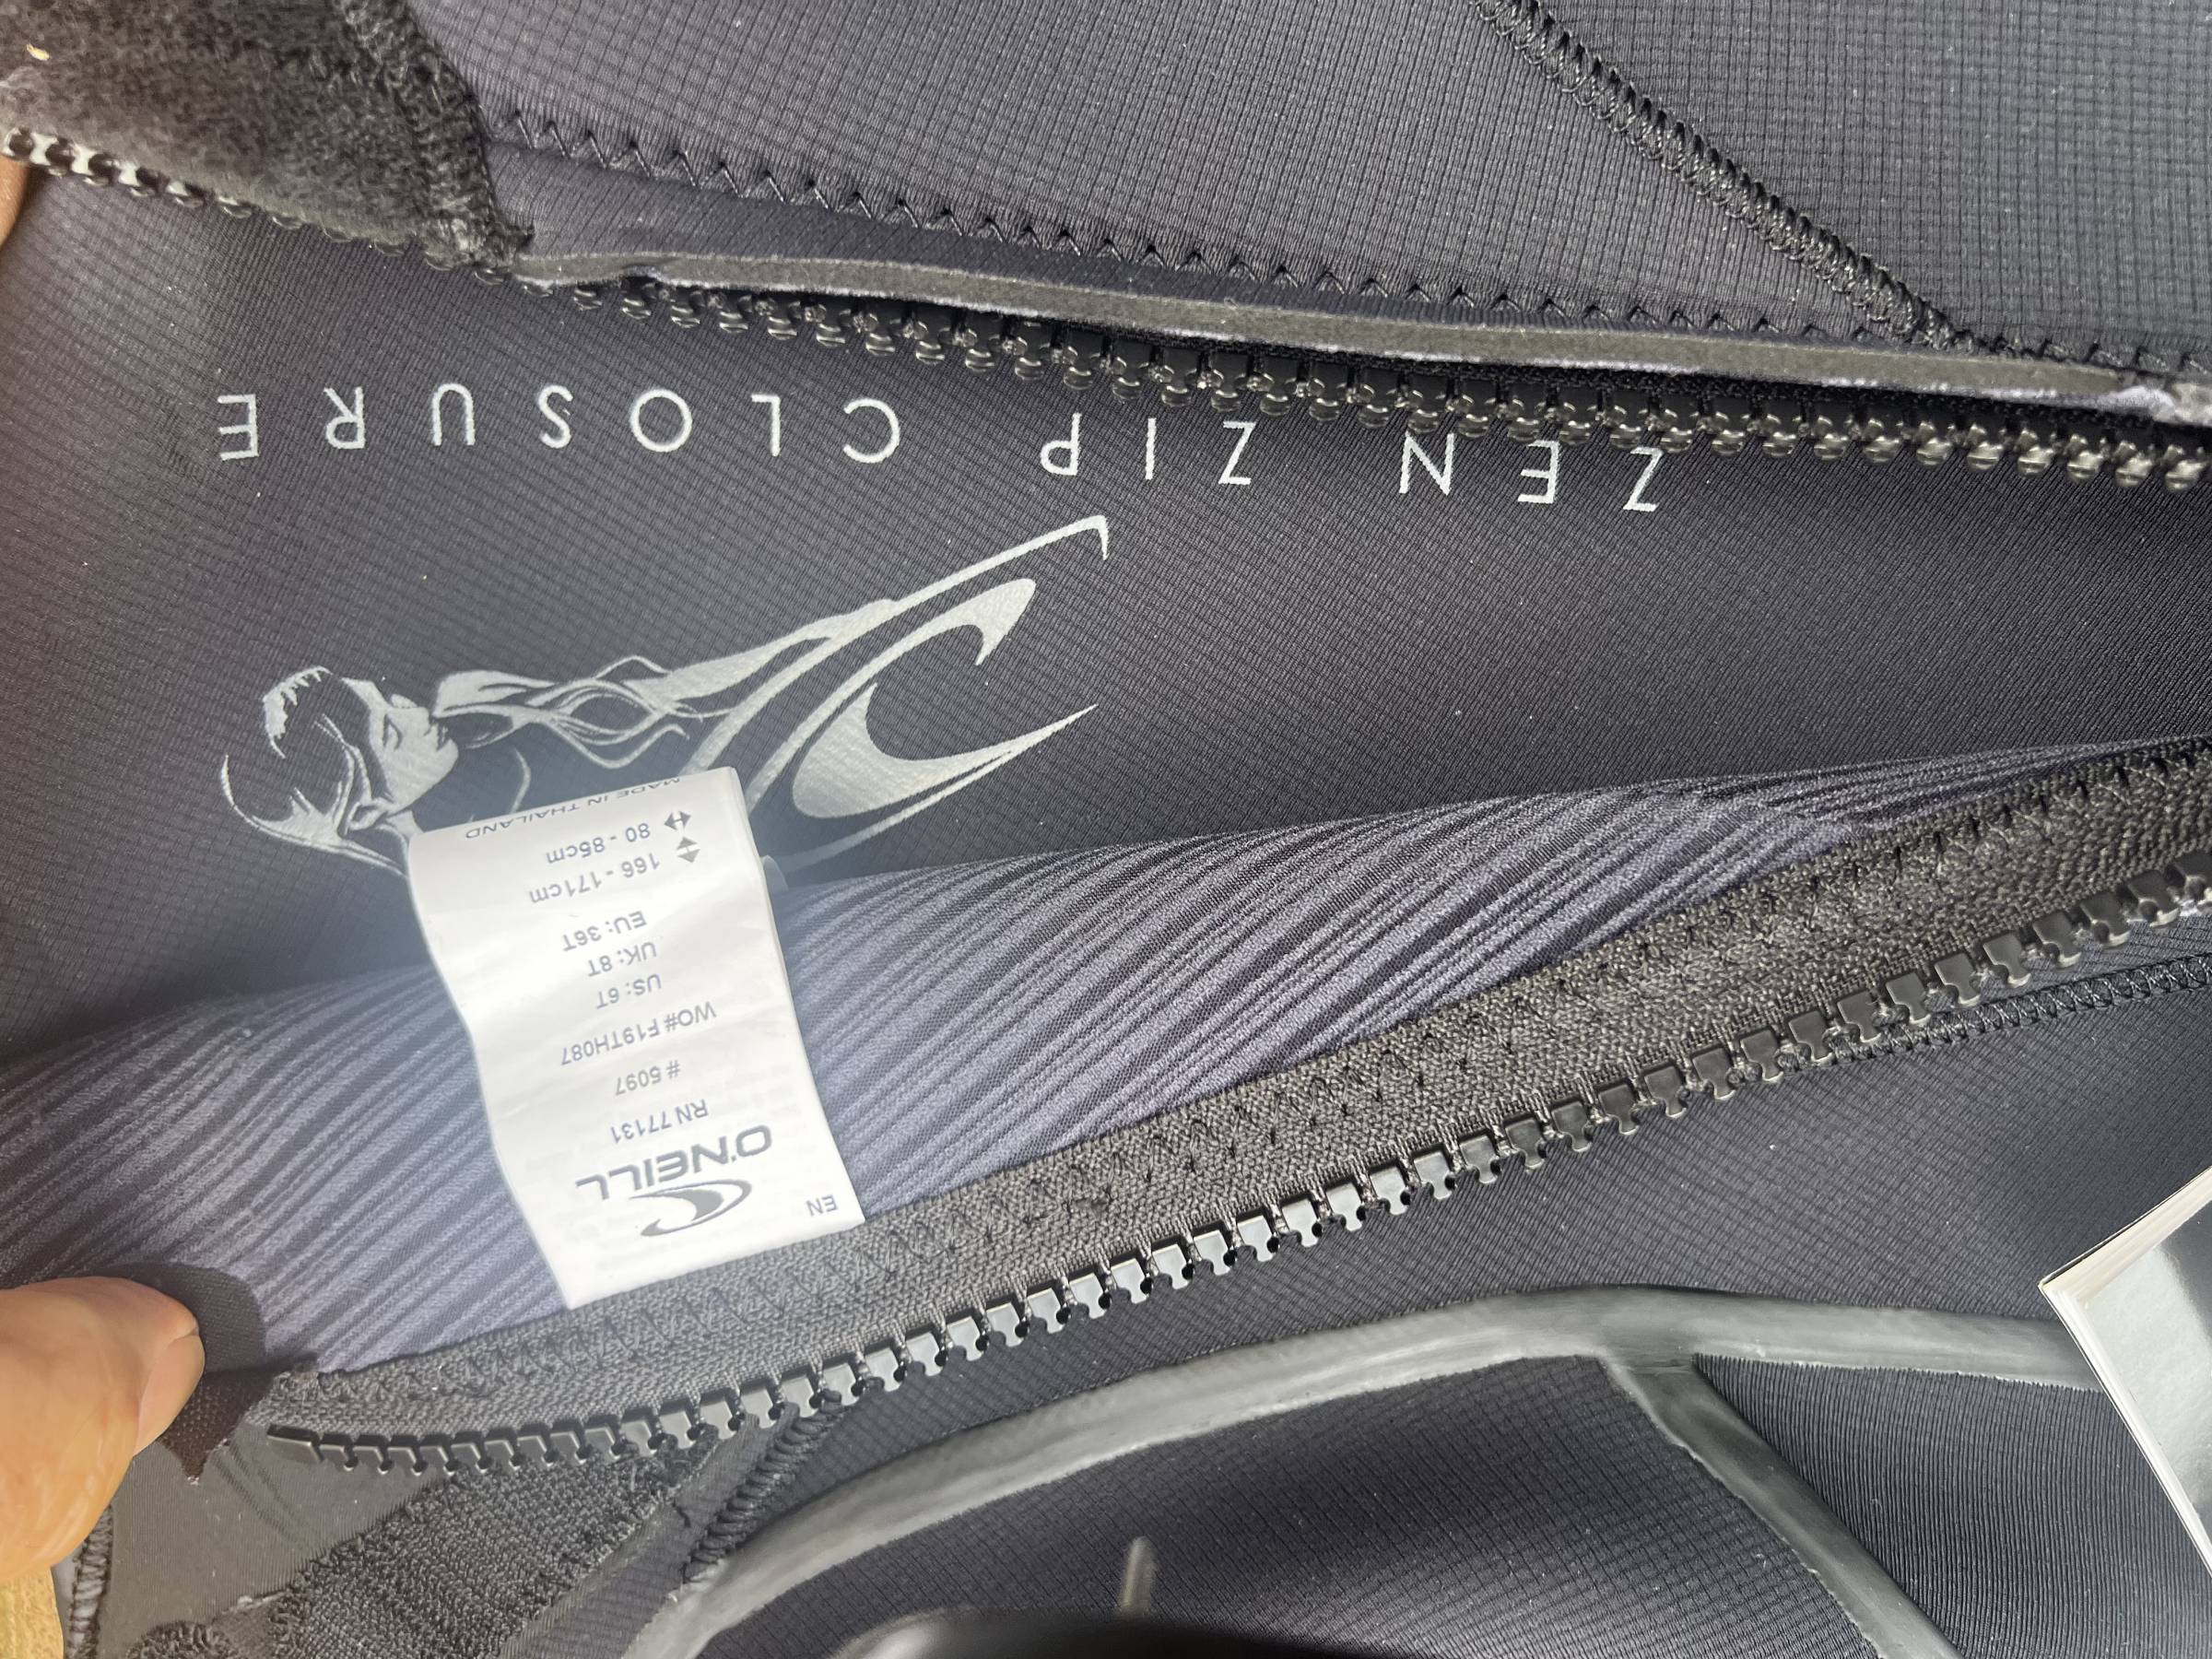 ZEN ZIP CLOSURE
EN
O'NEILL
RN 77131
# 5097
WO# F19TH087
US: 6T
UK: 8T
EU: 36T
166 - 171cm
80 - 85cm
MADE IN THAILAND